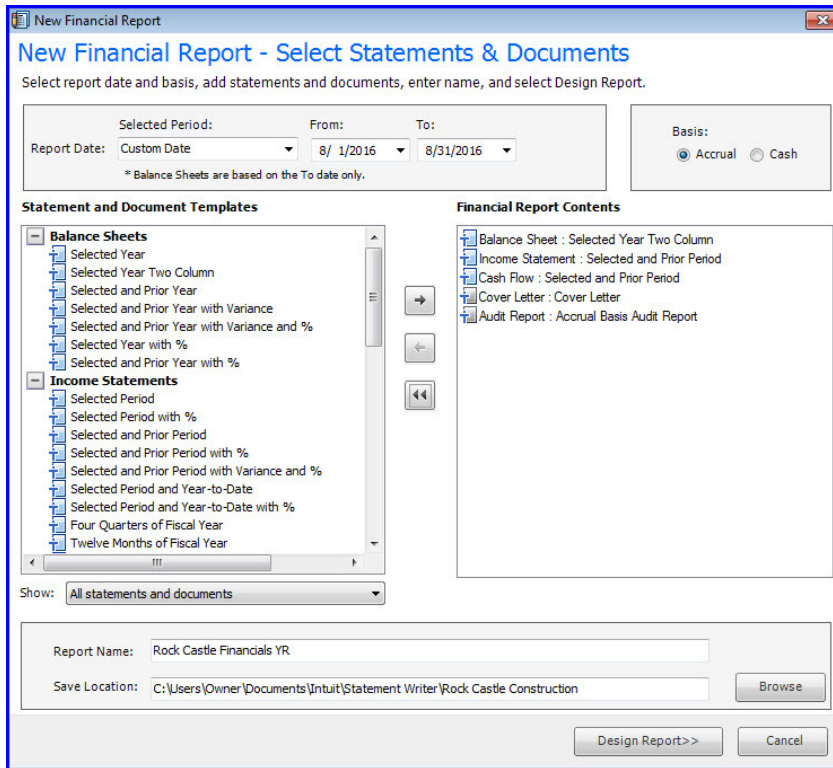 New Financial Report
New Financial Report - Select Statements & Documents
Select report date and basis, add statements and documents, enter name, and select Design Report.
Selected Period: From: To:
Report Date: Custom Date 8/ 1/2016 8/31/2016
* Balance Sheets are based on the To date only.
Basis:
Accrual Cash
Statement and Document Templates
Balance Sheets
Selected Year
Selected Year Two Column
Selected and Prior Year
Selected and Prior Year with Variance
Selected and Prior Year with Variance and %
Selected Year with %
Selected and Prior Year with %
Income Statements
Selected Period
Selected Period with %
Selected and Prior Period
Selected and Prior Period with %
Selected and Prior Period with Variance and %
Selected Period and Year-to-Date
Selected Period and Year-to-Date with %
Four Quarters of Fiscal Year
Twelve Months of Fiscal Year
Show: All statements and documents
Financial Report Contents
Balance Sheet : Selected Year Two Column
Income Statement : Selected and Prior Period
Cash Flow : Selected and Prior Period
Cover Letter : Cover Letter
Audit Report : Accrual Basis Audit Report
Report Name: Rock Castle Financials YR
Save Location: C:\Users\Owner\Documents\Intuit\Statement Writer\Rock Castle Construction
Browse
Design Report>> Cancel